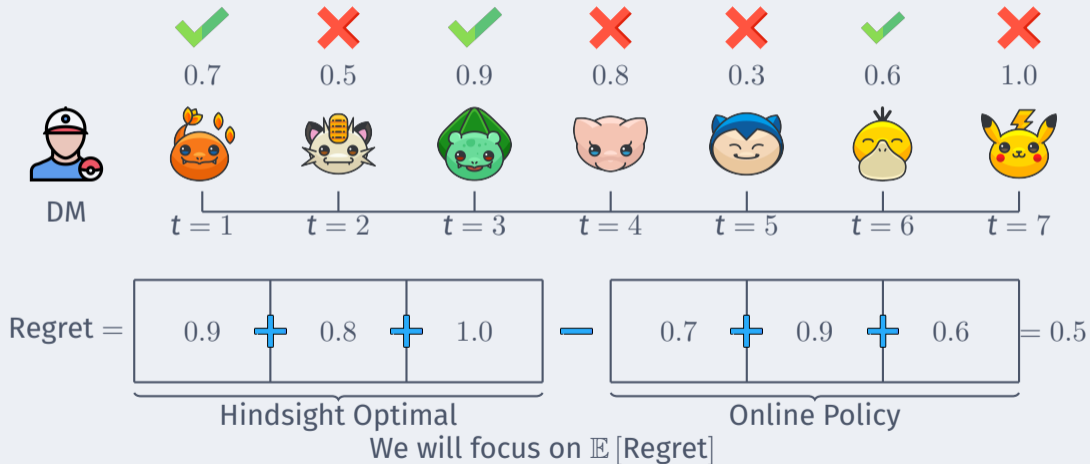 0.7 0.5 0.9 0.8 0.3 0.6 1.0
DM
t = 1 t = 2 t = 3 t = 4 t = 5 t = 6 t = 7
Regret = 0.9 + 0.8 + 1.0 − 0.7 + 0.9 + 0.6 = 0.5
Hindsight Optimal Online Policy
We will focus on 𝔼 [Regret]